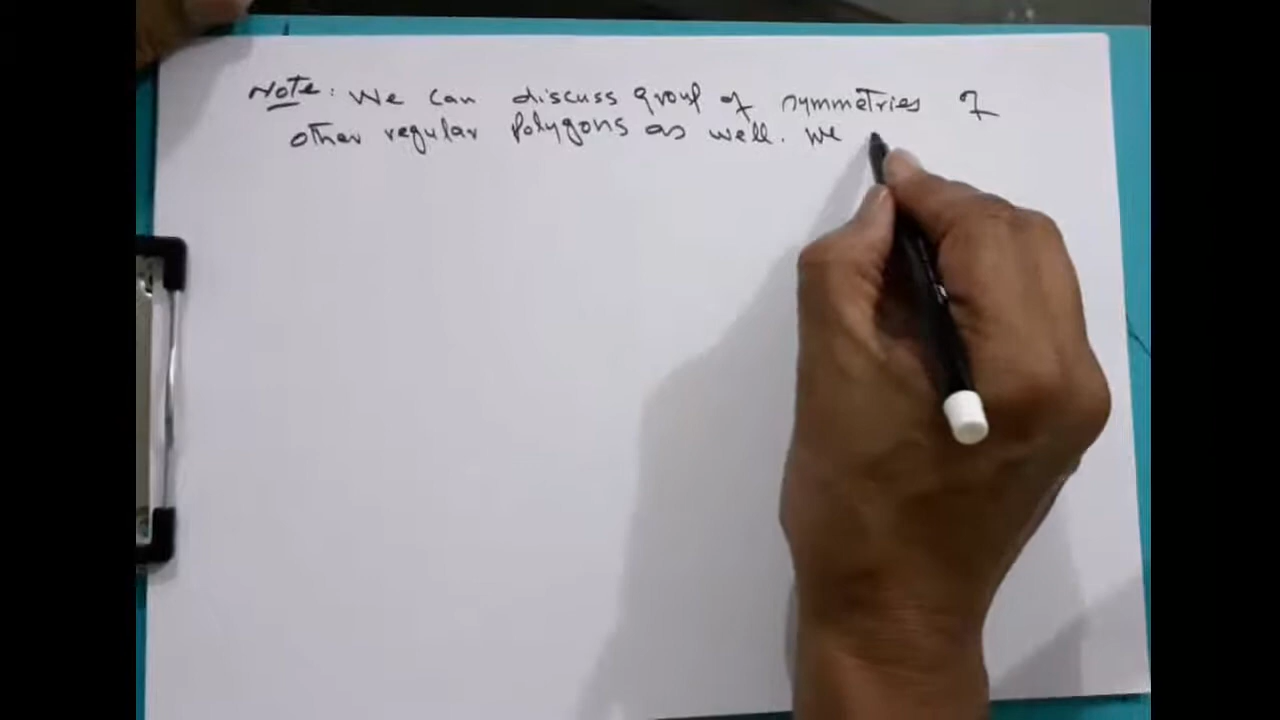 Note: We can discuss group of symmetries of
other regular polygons as well. We